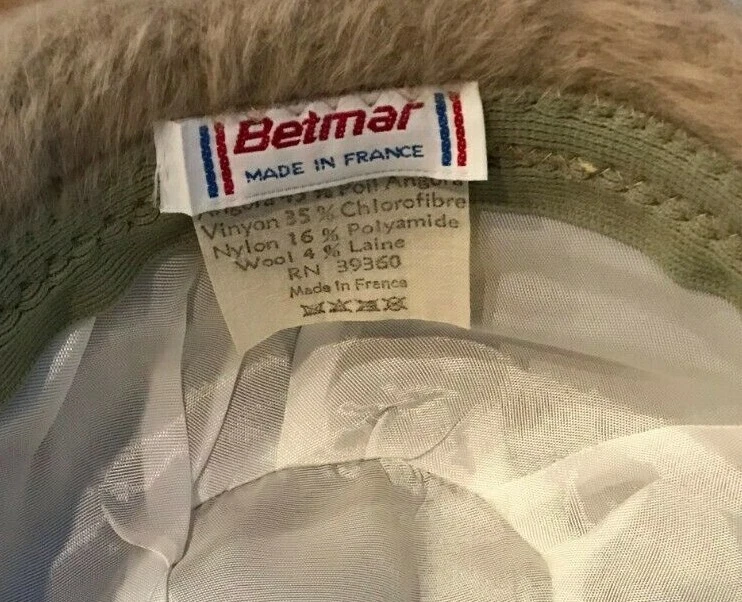 Betmar
MADE IN FRANCE
Angora 45 % Poil Angora
Vinyon 35 % Chlorofibre
Nylon 16 % Polyamide
Wool 4 % Laine
RN 39360
Made in France